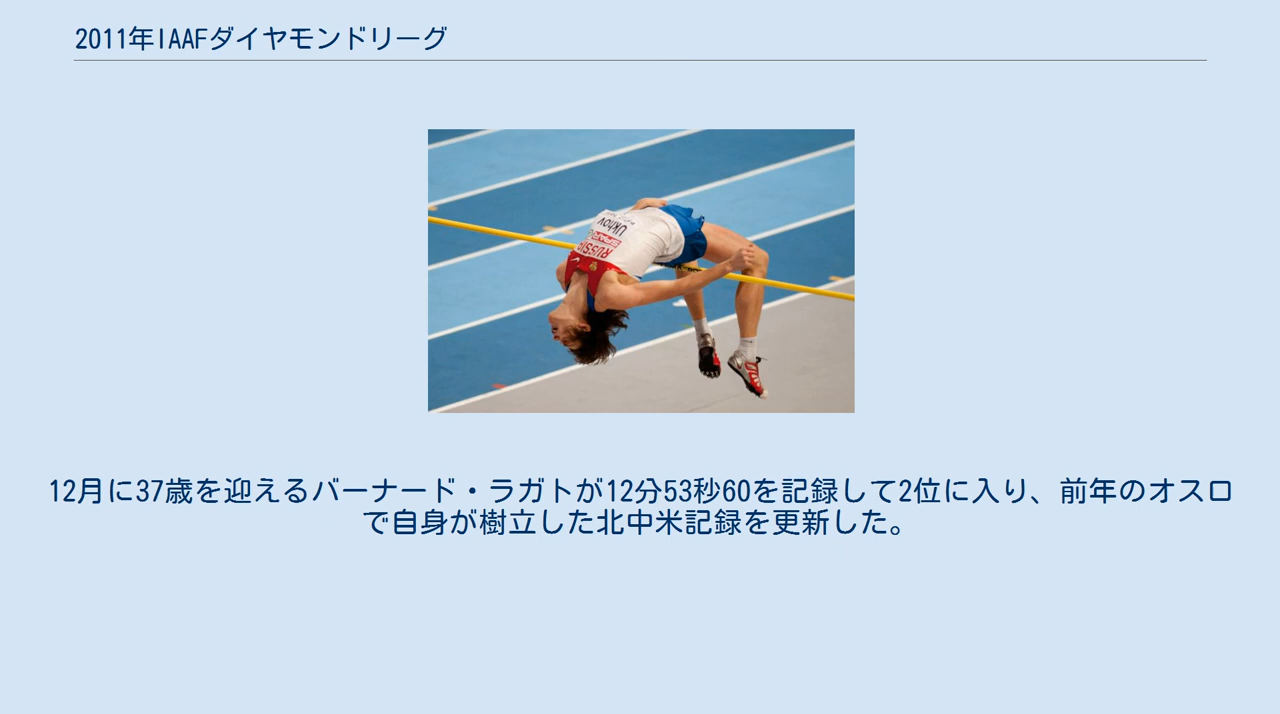 2011年IAAFダイヤモンドリーグ
Ukhov
RUSSIA
12月に37歳を迎えるバーナード・ラガトが12分53秒60を記録して2位に入り、前年のオスロ
で自身が樹立した北中米記録を更新した。